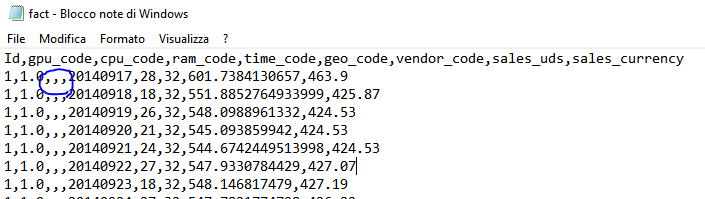 fact - Blocco note di Windows
File Modifica Formato Visualizza ?
Id,gpu_code,cpu_code,ram_code,time_code,geo_code,vendor_code,sales_uds,sales_currency
1,1.0,,,20140917,28,32,601.7384130657,463.9
1,1.0,,,20140918,18,32,551.8852764933999,425.87
1,1.0,,,20140919,26,32,548.0988961332,424.53
1,1.0,,,20140920,21,32,545.093859942,424.53
1,1.0,,,20140921,24,32,544.6742449513998,424.53
1,1.0,,,20140922,27,32,547.9330784429,427.07
1,1.0,,,20140923,18,32,548.146817479,427.19